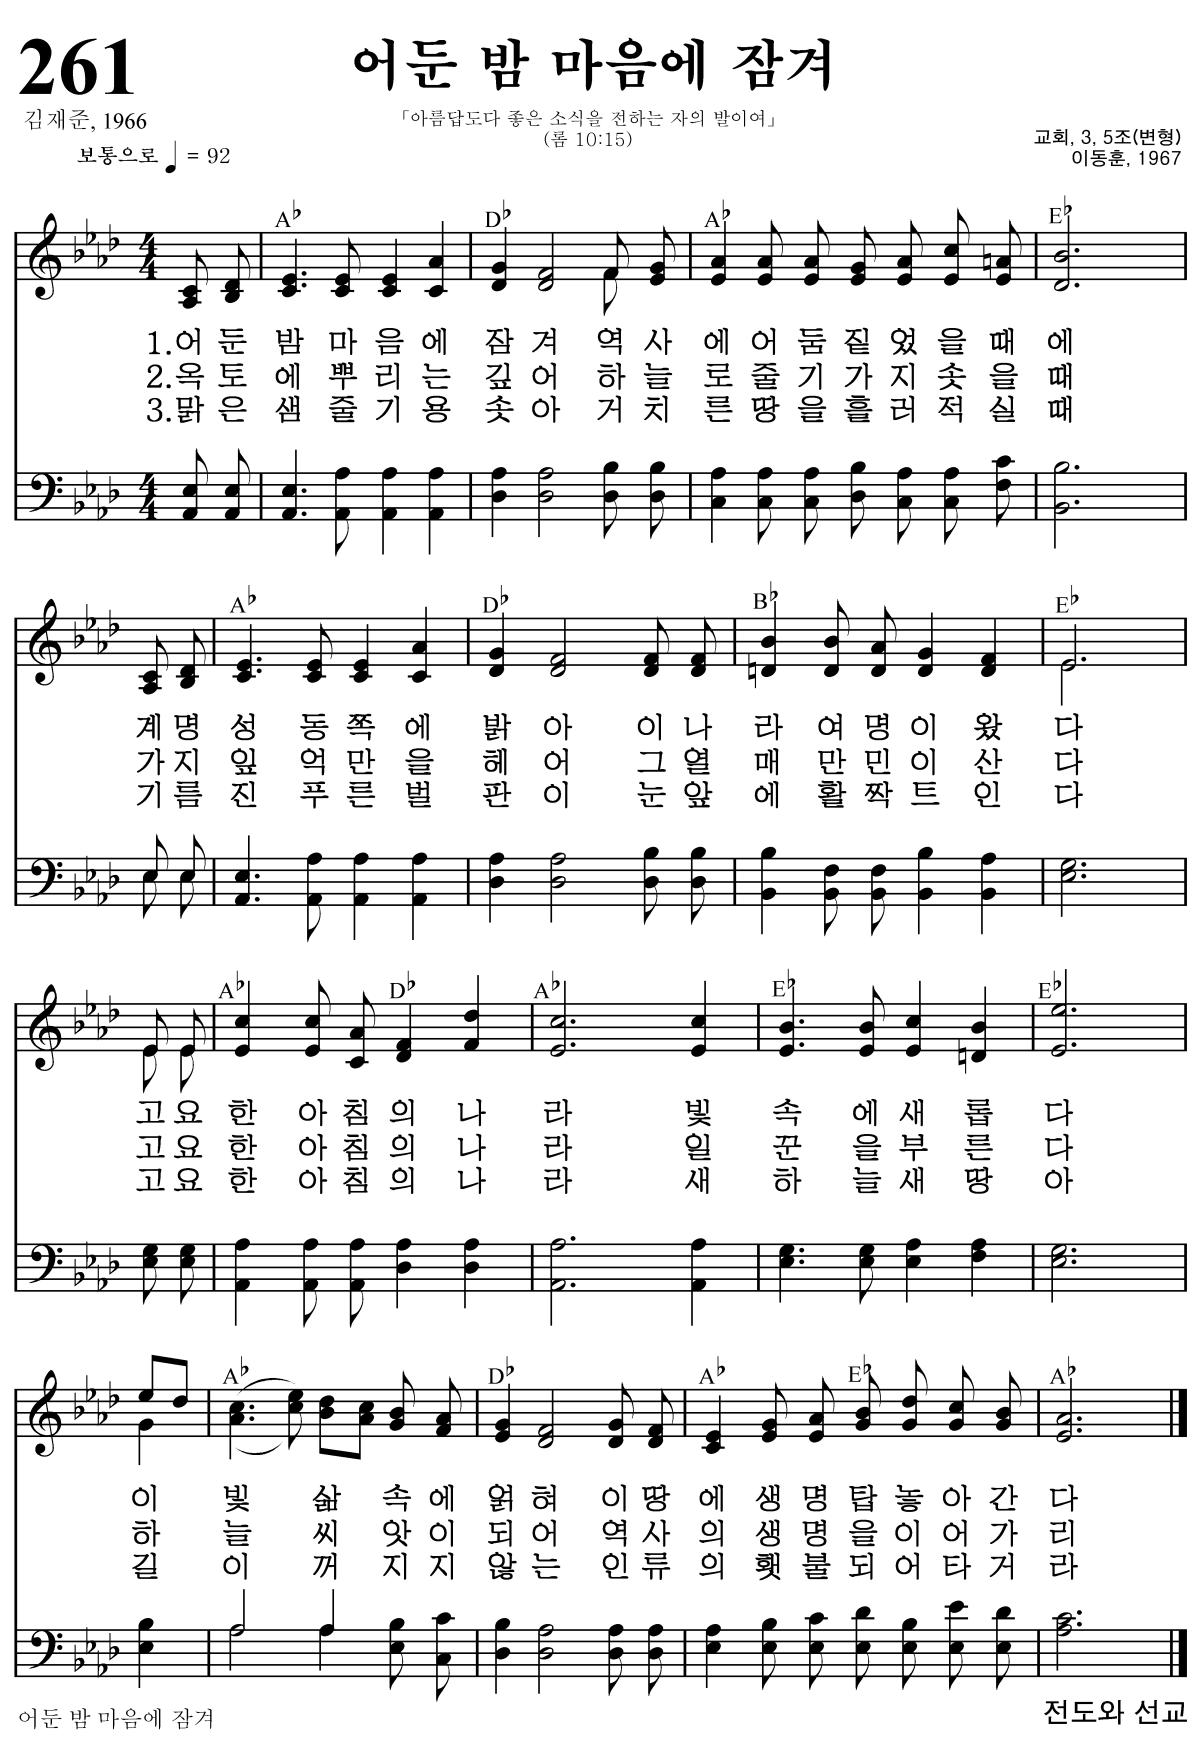 261
어둔 밤 마음에 잠겨
김재준, 1966
「아름답도다 좋은 소식을 전하는 자의 발이여」
(롬 10:15)
교회, 3, 5조(변형)
이동훈, 1967
보통으로 ♩ = 92
A♭ D♭ A♭ E♭
1.어 둔 밤 마 음 에 잠 겨 역 사 에 어 둠 짙 었 을 때 에
2.옥 토 에 뿌 리 는 깊 어 하 늘 로 줄 기 가 지 솟 을 때
3.맑 은 샘 줄 기 용 솟 아 거 치 른 땅 을 흘 러 적 실 때
A♭ D♭ B♭ E♭
계 명 성 동 쪽 에 밝 아 이 나 라 여 명 이 왔 다
가 지 잎 억 만 을 헤 어 그 열 매 만 민 이 산 다
기 름 진 푸 른 벌 판 이 눈 앞 에 활 짝 트 인 다
A♭ D♭ A♭ E♭ E♭
고 요 한 아 침 의 나 라 빛 속 에 새 롭 다
고 요 한 아 침 의 나 라 일 꾼 을 부 른 다
고 요 한 아 침 의 나 라 새 하 늘 새 땅 아
A♭ D♭ A♭ E♭ A♭
이 빛 삶 속 에 얽 혀 이 땅 에 생 명 탑 놓 아 간 다
하 늘 씨 앗 이 되 어 역 사 의 생 명 을 이 어 가 리
길 이 꺼 지 지 않 는 인 류 의 횃 불 되 어 타 거 라
어둔 밤 마음에 잠겨
전도와 선교